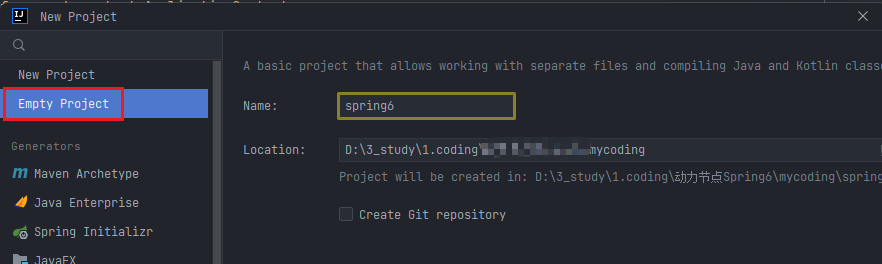 New Project
New Project
Empty Project
Generators
Maven Archetype
Java Enterprise
Spring Initializr
JavaFX
A basic project that allows working with separate files and compiling Java and Kotlin classe
Name:
spring6
Location:
D:\3_study\1.coding\ mycoding
Project will be created in: D:\3_study\1.coding\动力节点Spring6\mycoding\spring
Create Git repository